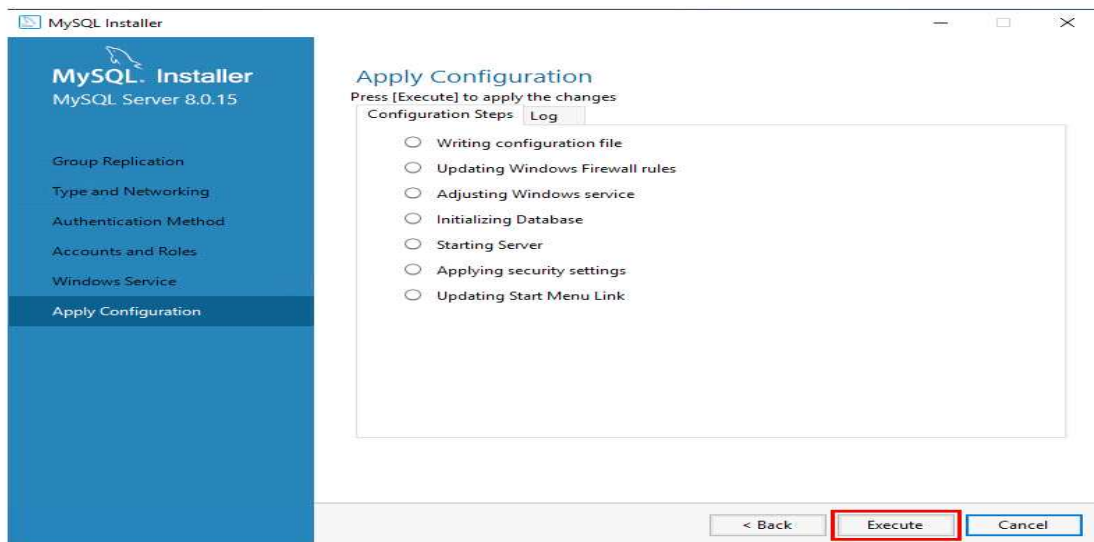 MySQL Installer
MySQL. Installer
MySQL Server 8.0.15
Group Replication
Type and Networking
Authentication Method
Accounts and Roles
Windows Service
Apply Configuration
Apply Configuration
Press [Execute] to apply the changes
Configuration Steps Log
Writing configuration file
Updating Windows Firewall rules
Adjusting Windows service
Initializing Database
Starting Server
Applying security settings
Updating Start Menu Link
< Back Execute Cancel